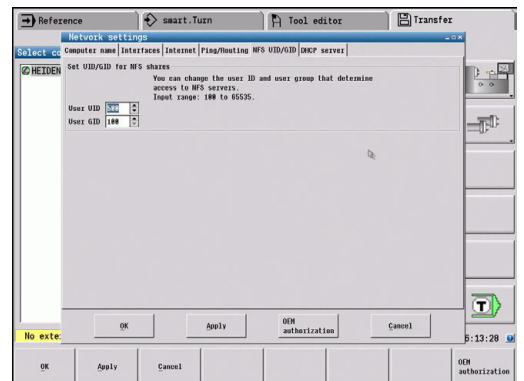 Reference
smart.Turn
Tool editor
Transfer
Network settings
Select co
Computer name
Interfaces
Internet
Ping/Routing
NFS UID/GID
DHCP server
HEIDEN
Set UID/GID for NFS shares
You can change the user ID and user group that determine
access to NFS servers.
Input range: 100 to 65535.
User UID 500
User GID 100
T
OK
Apply
OEM authorization
Cancel
No exte
6:13:28
OK
Apply
Cancel
OEM
authorization